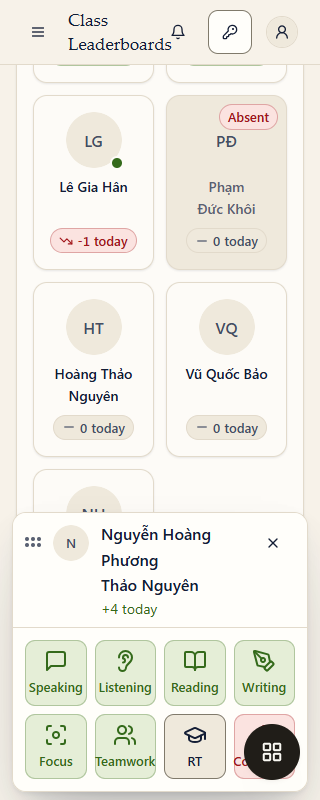 Class
Leaderboards
LG
Lê Gia Hân
-1 today
Absent
PĐ
Phạm
Đức Khôi
0 today
HT
Hoàng Thảo
Nguyên
0 today
VQ
Vũ Quốc Bảo
0 today
N
Nguyễn Hoàng
Phương
Thảo Nguyên
+4 today
Speaking
Listening
Reading
Writing
Focus
Teamwork
RT